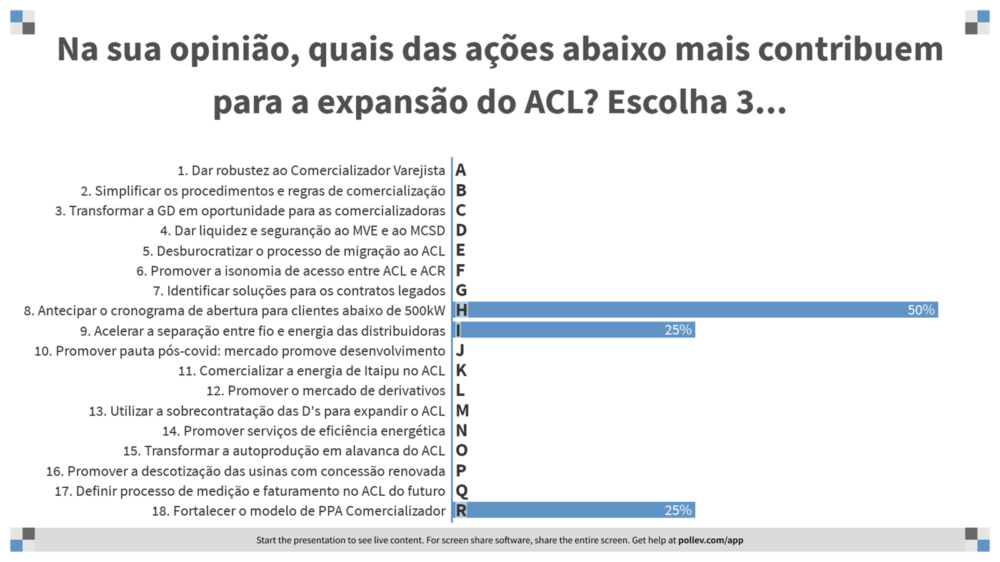 Na sua opinião, quais das ações abaixo mais contribuem
para a expansão do ACL? Escolha 3...
1. Dar robustez ao Comercializador Varejista A
2. Simplificar os procedimentos e regras de comercialização B
3. Transformar a GD em oportunidade para as comercializadoras C
4. Dar liquidez e seguranção ao MVE e ao MCSD D
5. Desburocratizar o processo de migração ao ACL E
6. Promover a isonomia de acesso entre ACL e ACR F
7. Identificar soluções para os contratos legados G
8. Antecipar o cronograma de abertura para clientes abaixo de 500kW H 50%
9. Acelerar a separação entre fio e energia das distribuidoras I 25%
10. Promover pauta pós-covid: mercado promove desenvolvimento J
11. Comercializar a energia de Itaipu no ACL K
12. Promover o mercado de derivativos L
13. Utilizar a sobrecontratação das D's para expandir o ACL M
14. Promover serviços de eficiência energética N
15. Transformar a autoprodução em alavanca do ACL O
16. Promover a descotização das usinas com concessão renovada P
17. Definir processo de medição e faturamento no ACL do futuro Q
18. Fortalecer o modelo de PPA Comercializador R 25%
Start the presentation to see live content. For screen share software, share the entire screen. Get help at pollev.com/app